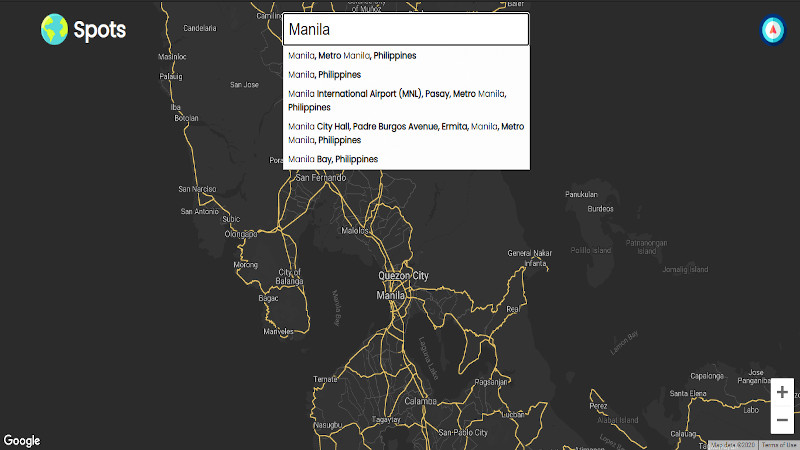 Spots
Manila
Manila, Metro Manila, Philippines
Manila, Philippines
Manila International Airport (MNL), Pasay, Metro Manila,
Philippines
Manila City Hall, Padre Burgos Avenue, Ermita, Manila, Metro
Manila, Philippines
Manila Bay, Philippines
of Muñoz
Baler
Candelaria
Masinloc
Palauig
San Jose
Iba
Botolan
San Fernando
San Narciso
San Antonio
Subic
Olongapo
Malolos
Panukulan
Burdeos
Polillo Island
Patnanongan
Island
Jomalig Island
General Nakar
Infanta
Morong
City of
Balanga
Quezon City
Manila
Bagac
Manila Bay
Real
Mariveles
Laguna Lake
Lamon Bay
Ternate
Pagsanjan
Calamba
Capalonga
Jose
Panganiban
Santa Elena
Labo
Perez
Alabat Island
Lucban
Tagaytay
Nasugbu
San Pablo City
Calauag
+
−
Google
Map data ©2020
Terms of Use